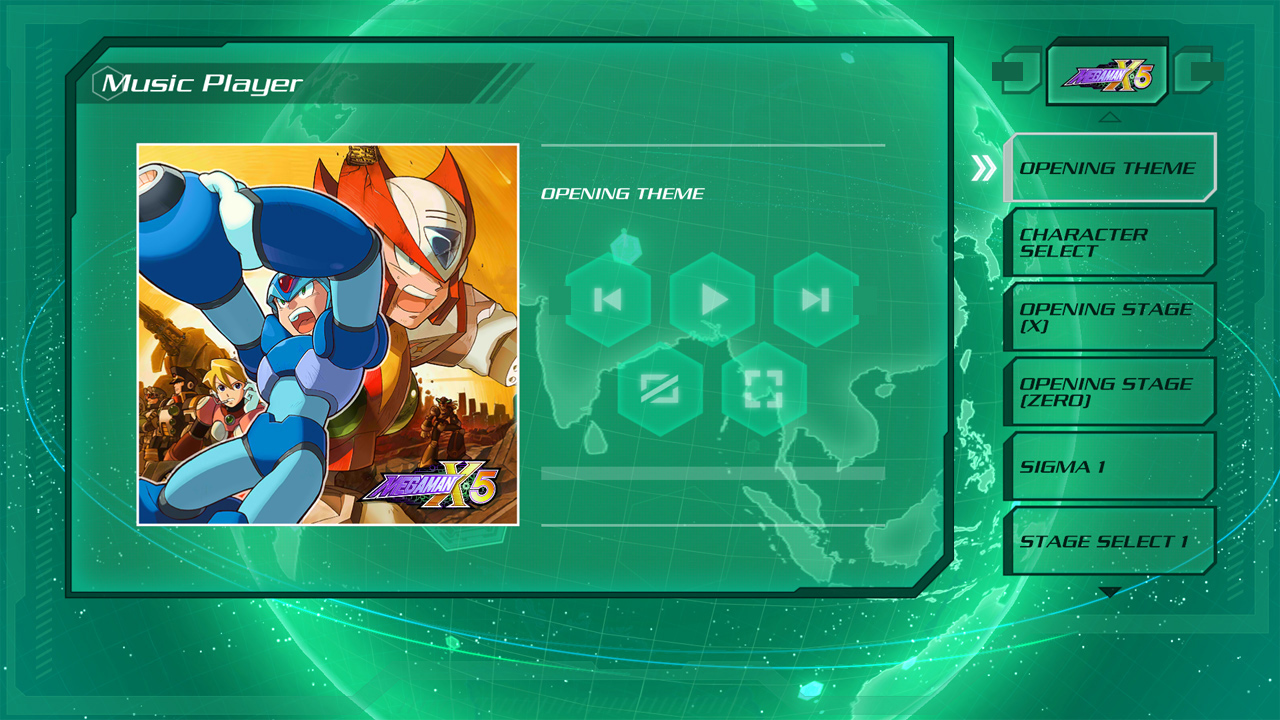 Music Player
MEGAMAN X5
OPENING THEME
MEGAMAN X5
OPENING THEME
CHARACTER
SELECT
OPENING STAGE
(X)
OPENING STAGE
(ZERO)
SIGMA 1
STAGE SELECT 1